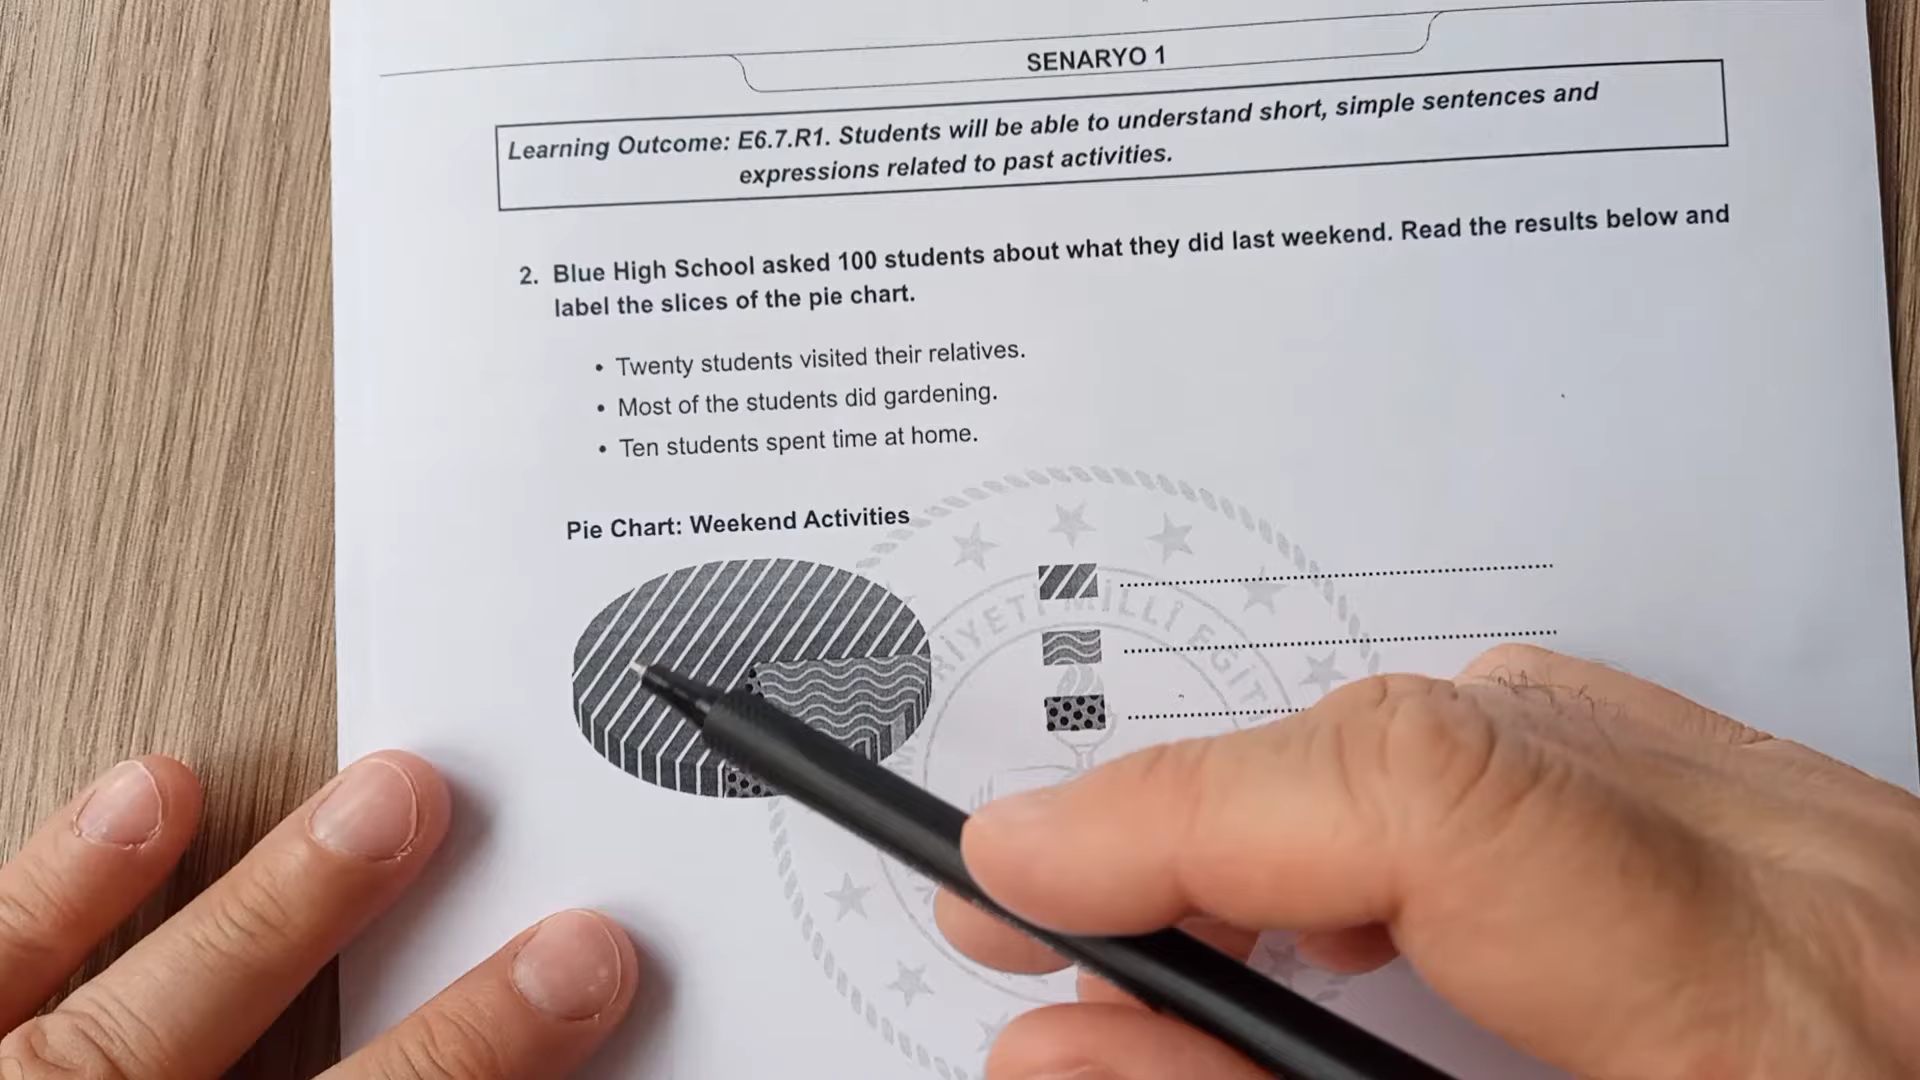 SENARYO 1
Learning Outcome: E6.7.R1. Students will be able to understand short, simple sentences and
expressions related to past activities.
2. Blue High School asked 100 students about what they did last weekend. Read the results below and
label the slices of the pie chart.
• Twenty students visited their relatives.
• Most of the students did gardening.
• Ten students spent time at home.
Pie Chart: Weekend Activities
MİLLÎ